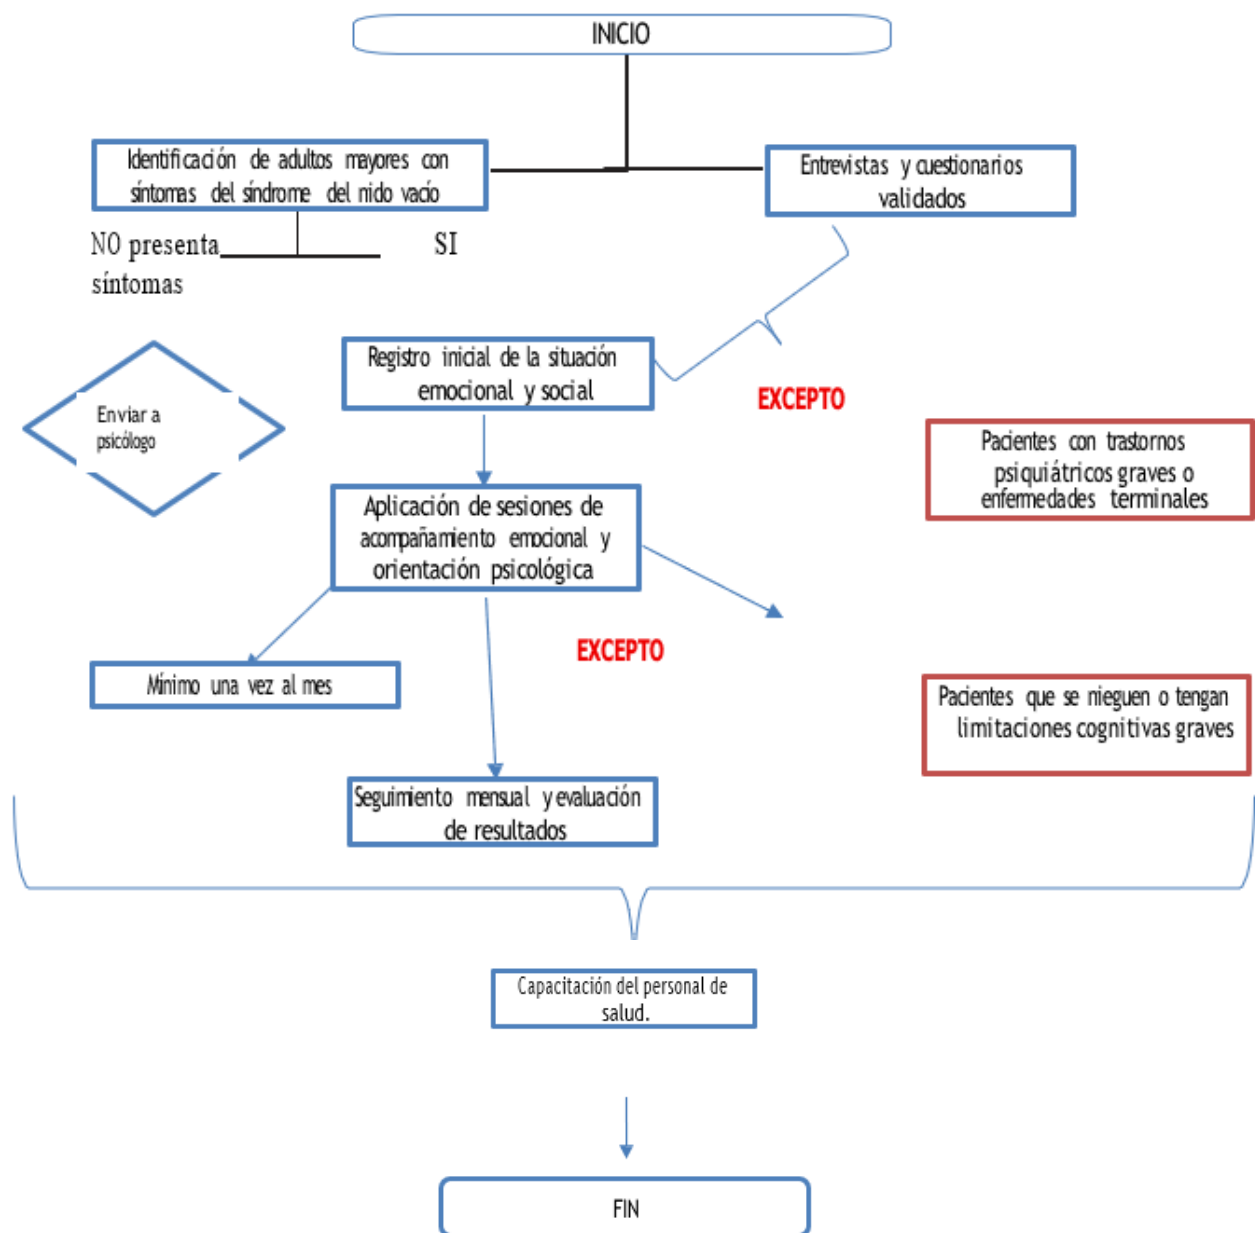 INICIO
Identificación de adultos mayores con
síntomas del síndrome del nido vacío
Entrevistas y cuestionarios
validados
NO presenta
síntomas
SI
Registro inicial de la situación
emocional y social
EXCEPTO
Enviar a
psicólogo
Pacientes con trastornos
psiquiátricos graves o
enfermedades terminales
Aplicación de sesiones de
acompañamiento emocional y
orientación psicológica
EXCEPTO
Mínimo una vez al mes
Pacientes que se nieguen o tengan
limitaciones cognitivas graves
Seguimiento mensual y evaluación
de resultados
Capacitación del personal de
salud.
FIN